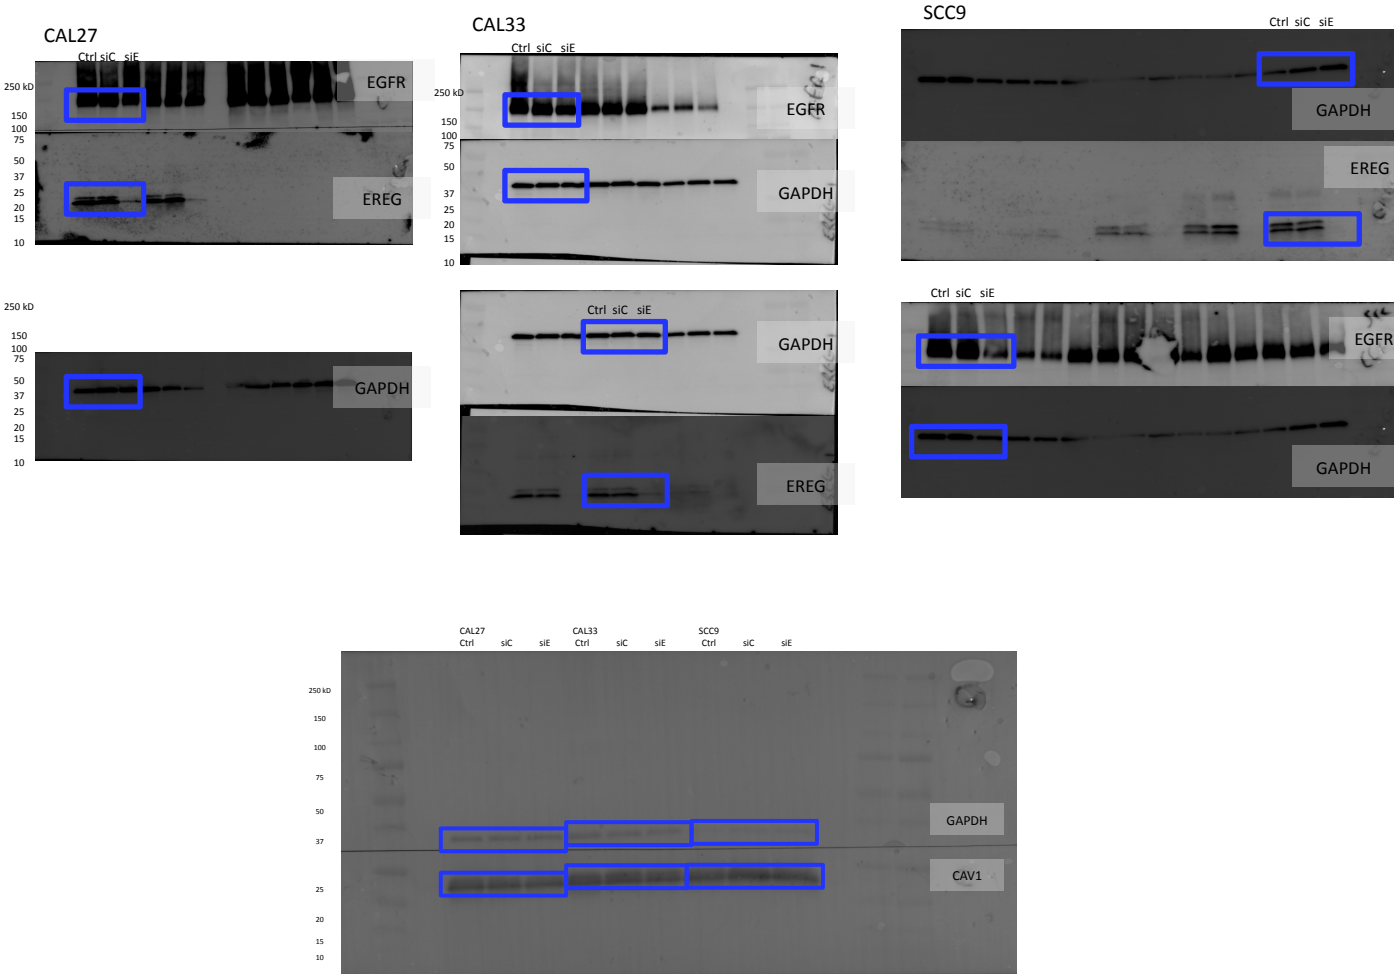 CAL27
Ctrl siC siE
250 kD
150
100
75
50
37
25
20
15
10
EGFR
EREG
250 kD
150
100
75
50
37
25
20
15
10
GAPDH
CAL33
Ctrl siC siE
250 kD
150
100
75
50
37
25
20
15
10
EGFR
GAPDH
Ctrl siC siE
GAPDH
EREG
SCC9
Ctrl siC siE
GAPDH
EREG
Ctrl siC siE
EGFR
GAPDH
CAL27 CAL33 SCC9
Ctrl siC siE Ctrl siC siE Ctrl siC siE
250 kD
150
100
75
50
37
25
20
15
10
GAPDH
CAV1